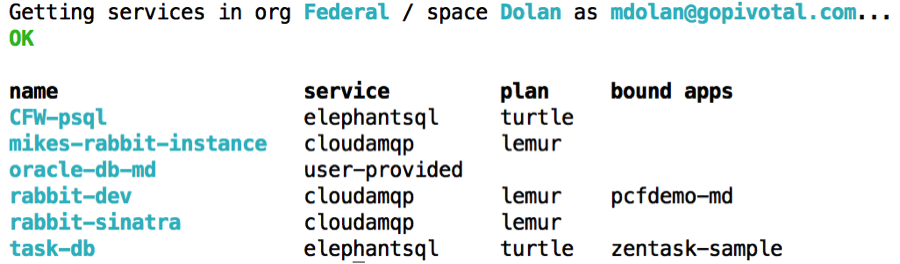 Getting services in org Federal / space Dolan as mdolan@gopivotal.com...
OK
name service plan bound apps
CFW-psql elephantsql turtle
mikes-rabbit-instance cloudamqp lemur
oracle-db-md user-provided
rabbit-dev cloudamqp lemur pcfdemo-md
rabbit-sinatra cloudamqp lemur
task-db elephantsql turtle zentask-sample